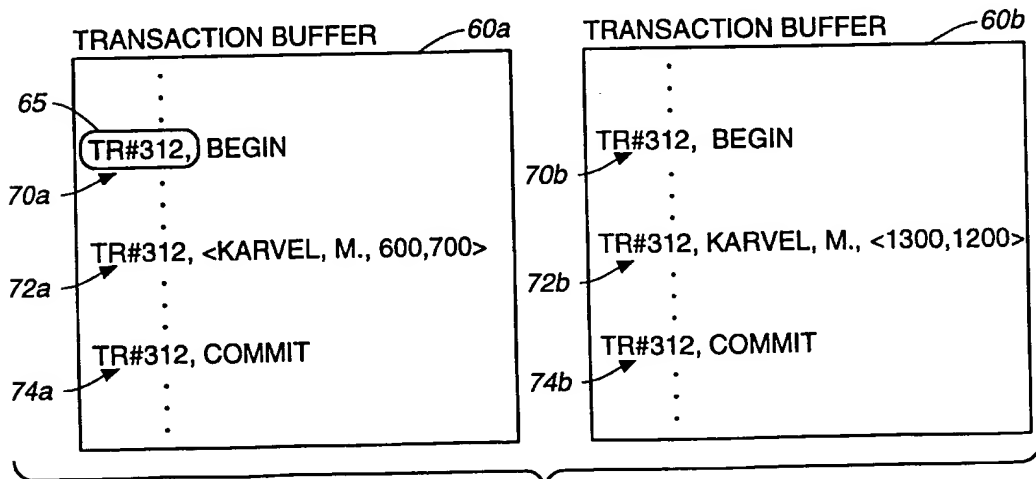 TRANSACTION BUFFER 60a
65
TR#312, BEGIN
70a
TR#312, <KARVEL, M., 600,700>
72a
TR#312, COMMIT
74a
TRANSACTION BUFFER 60b
TR#312, BEGIN
70b
TR#312, KARVEL, M., <1300,1200>
72b
TR#312, COMMIT
74b